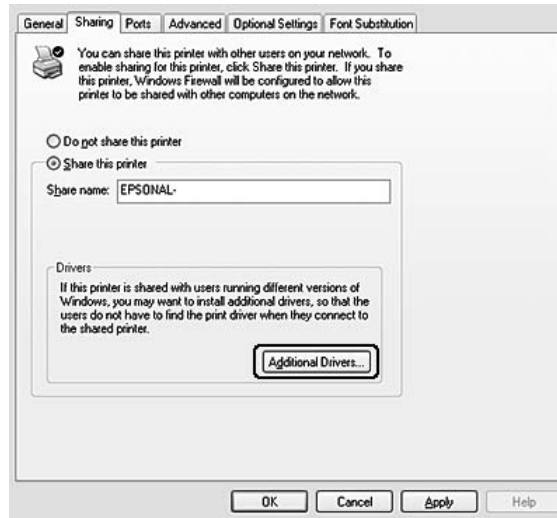 General Sharing Ports Advanced Optional Settings Font Substitution
You can share this printer with other users on your network. To
enable sharing for this printer, click Share this printer. If you share
this printer, Windows Firewall will be configured to allow this
printer to be shared with other computers on the network.
Do not share this printer
Share this printer
Share name: EPSONAL-
Drivers
If this printer is shared with users running different versions of
Windows, you may want to install additional drivers, so that the
users do not have to find the print driver when they connect to
the shared printer.
Additional Drivers...
OK Cancel Apply Help